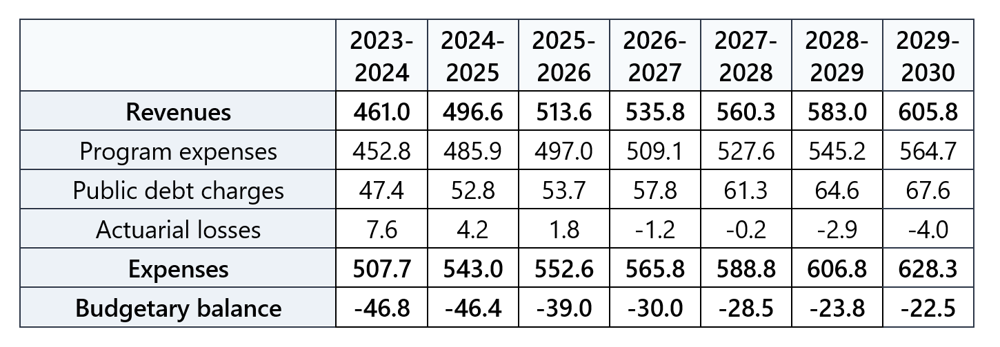 2023- 2024- 2025- 2026- 2027- 2028- 2029-
2024 2025 2026 2027 2028 2029 2030
Revenues 461.0 496.6 513.6 535.8 560.3 583.0 605.8
Program expenses 452.8 485.9 497.0 509.1 527.6 545.2 564.7
Public debt charges 47.4 52.8 53.7 57.8 61.3 64.6 67.6
Actuarial losses 7.6 4.2 1.8 -1.2 -0.2 -2.9 -4.0
Expenses 507.7 543.0 552.6 565.8 588.8 606.8 628.3
Budgetary balance -46.8 -46.4 -39.0 -30.0 -28.5 -23.8 -22.5